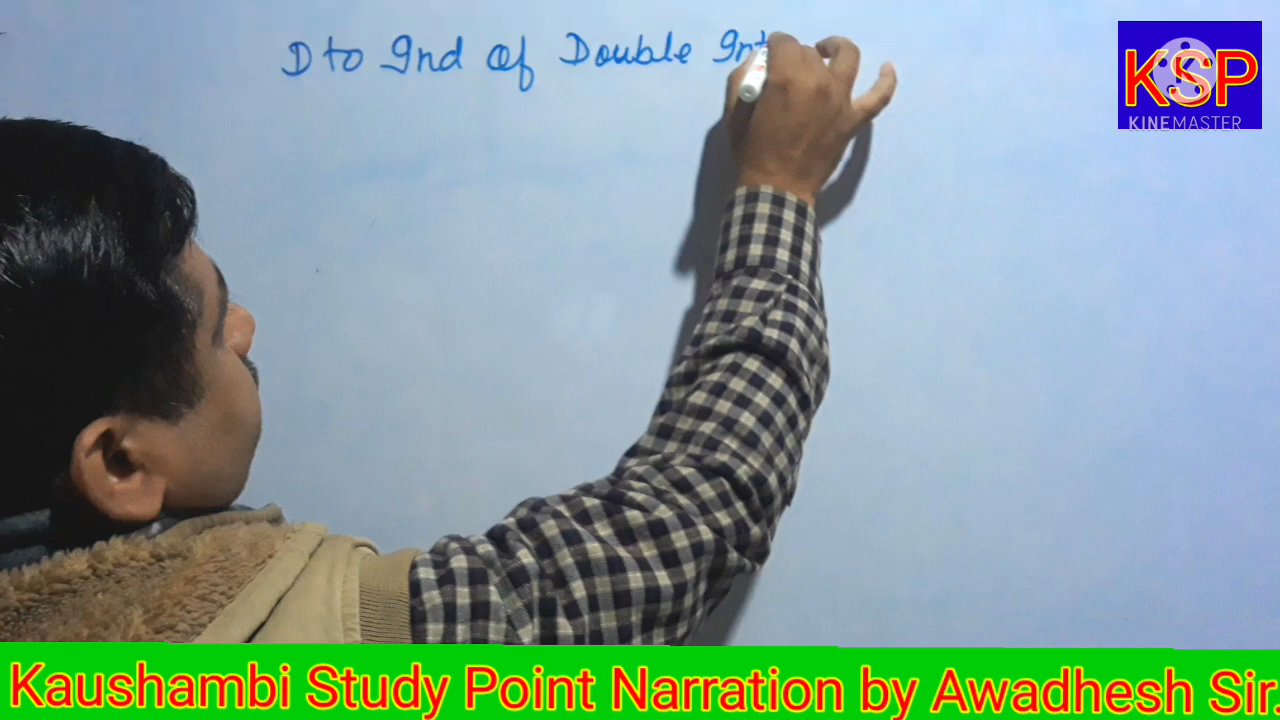 D to Ind Of Double Int
KSP
KINEMASTER
Kaushambi Study Point Narration by Awadhesh Sir.